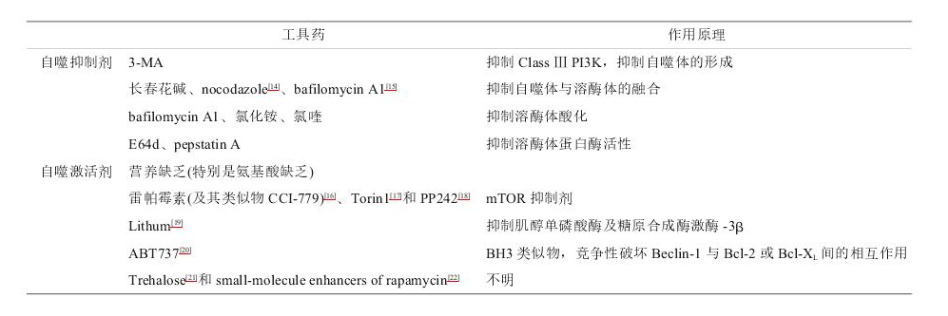 工具药 作用原理
自噬抑制剂 3-MA 抑制 Class Ⅲ PI3K，抑制自噬体的形成
长春花碱、nocodazole[14]、bafilomycin A1[15] 抑制自噬体与溶酶体的融合
bafilomycin A1、氯化铵、氯喹 抑制溶酶体酸化
E64d、pepstatin A 抑制溶酶体蛋白酶活性
自噬激活剂 营养缺乏(特别是氨基酸缺乏)
雷帕霉素(及其类似物 CCI-779)[16]、Torin1[17]和 PP242[18] mTOR 抑制剂
Lithum[19] 抑制肌醇单磷酸酶及糖原合成酶激酶 -3β
ABT737[20] BH3 类似物，竞争性破坏 Beclin-1 与 Bcl-2 或 Bcl-XL 间的相互作用
Trehalose[21]和 small-molecule enhancers of rapamycin[22] 不明